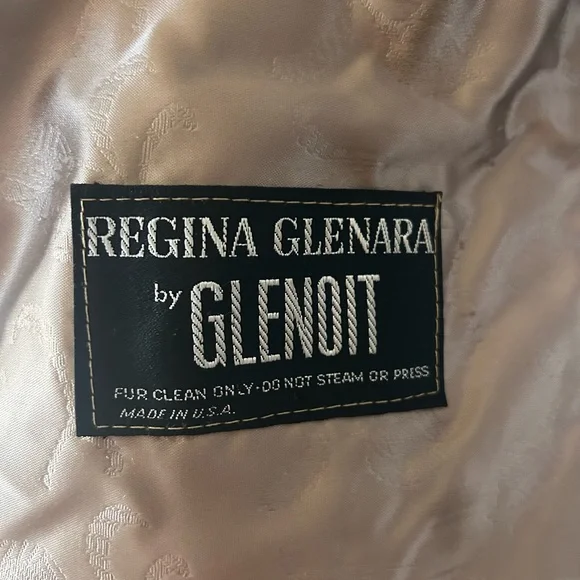 REGINA GLENARA
by GLENOIT
FUR CLEAN ONLY-DO NOT STEAM OR PRESS
MADE IN U.S.A.